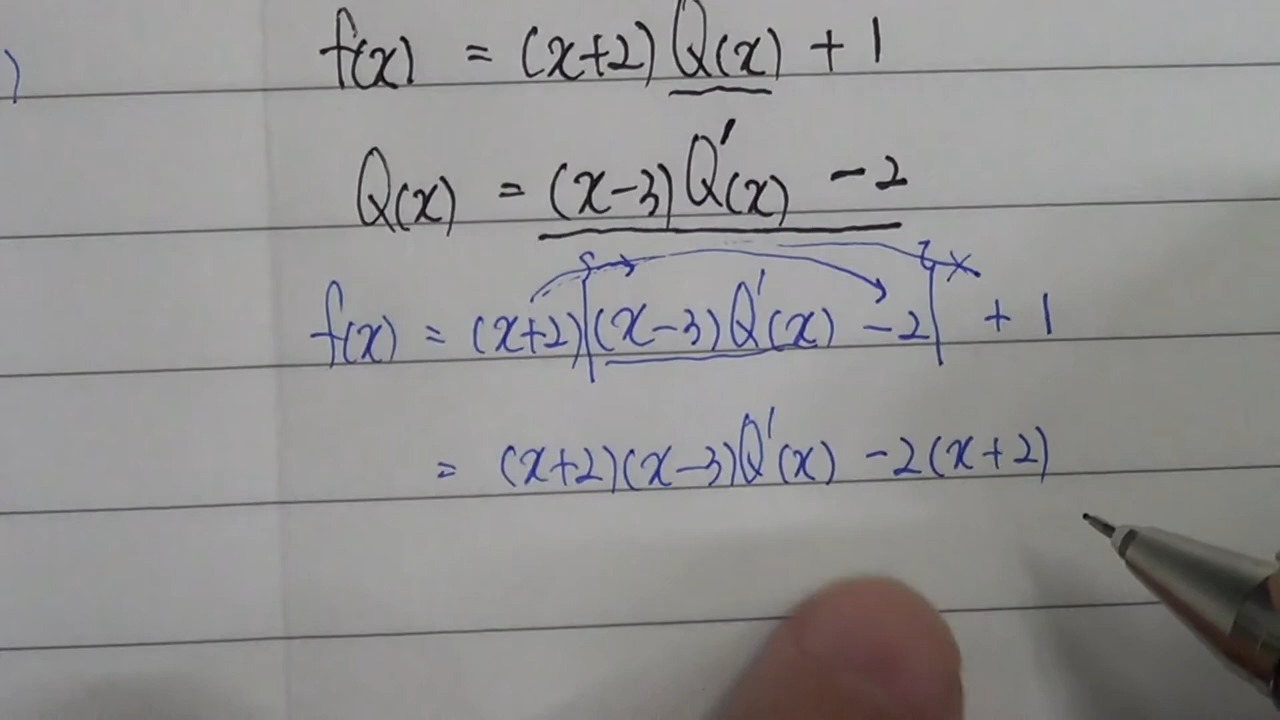 )
f(x) = (x+2) Q(x) + 1
Q(x) = (x-3) Q'(x) - 2
f(x) = (x+2) {(x-3) Q'(x) - 2} + 1
= (x+2)(x-3) Q'(x) - 2(x+2)